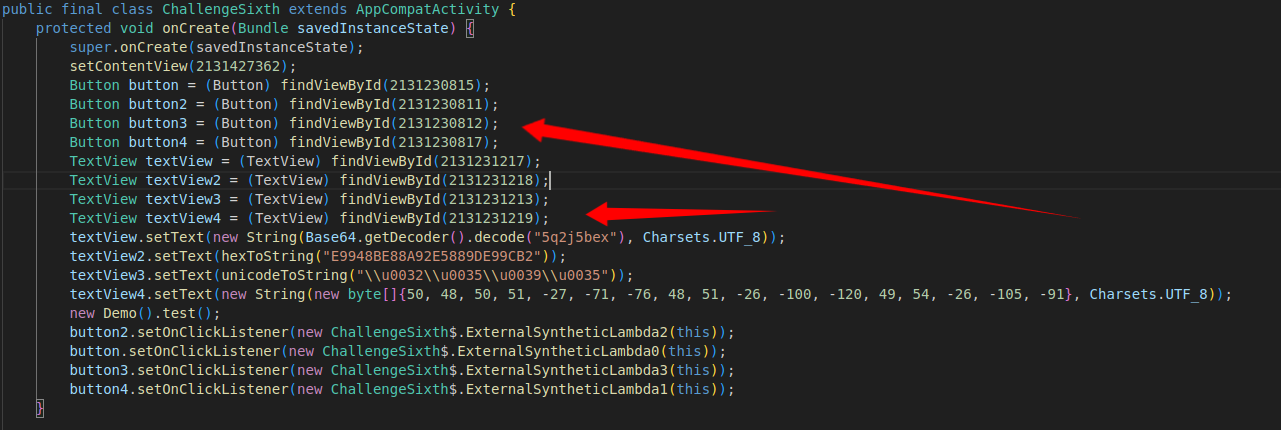 public final class ChallengeSixth extends AppCompatActivity {
protected void onCreate(Bundle savedInstanceState) {
super.onCreate(savedInstanceState);
setContentView(2131427362);
Button button = (Button) findViewById(2131230815);
Button button2 = (Button) findViewById(2131230811);
Button button3 = (Button) findViewById(2131230812);
Button button4 = (Button) findViewById(2131230817);
TextView textView = (TextView) findViewById(2131231217);
TextView textView2 = (TextView) findViewById(2131231218);
TextView textView3 = (TextView) findViewById(2131231213);
TextView textView4 = (TextView) findViewById(2131231219);
textView.setText(new String(Base64.getDecoder().decode("5q2j5bex"), Charsets.UTF_8));
textView2.setText(hexToString("E9948BE88A92E5889DE99CB2"));
textView3.setText(unicodeToString("\\u0032\\u0035\\u0039\\u0035"));
textView4.setText(new String(new byte[]{50, 48, 50, 51, -27, -71, -76, 48, 51, -26, -100, -120, 49, 54, -26, -105, -91}, Charsets.UTF_8));
new Demo().test();
button2.setOnClickListener(new ChallengeSixth$.ExternalSyntheticLambda2(this));
button.setOnClickListener(new ChallengeSixth$.ExternalSyntheticLambda0(this));
button3.setOnClickListener(new ChallengeSixth$.ExternalSyntheticLambda3(this));
button4.setOnClickListener(new ChallengeSixth$.ExternalSyntheticLambda1(this));
}